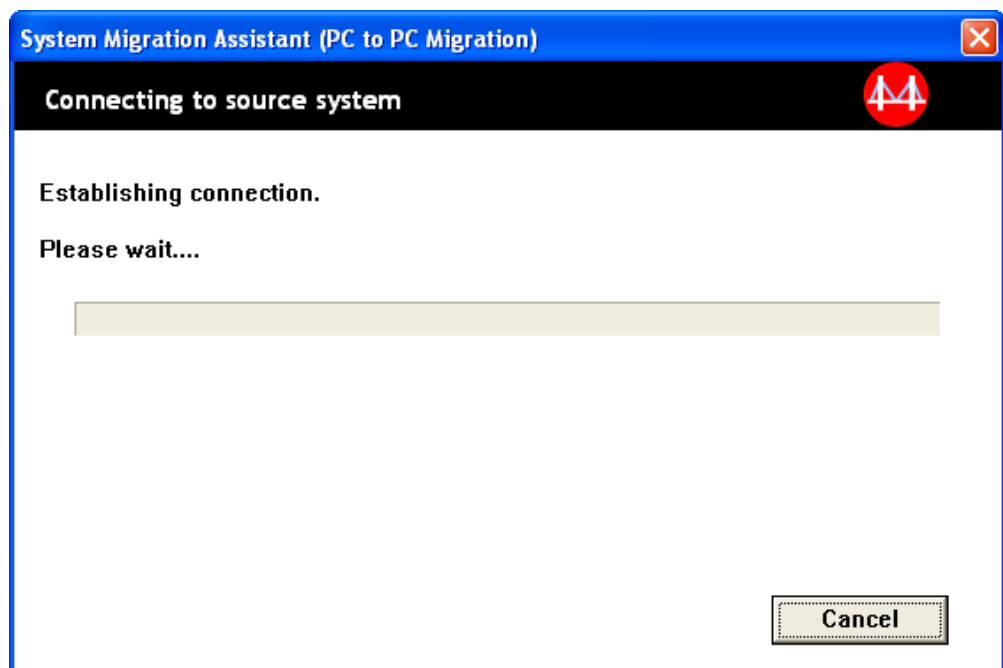 System Migration Assistant (PC to PC Migration)
Connecting to source system
Establishing connection.
Please wait....
Cancel